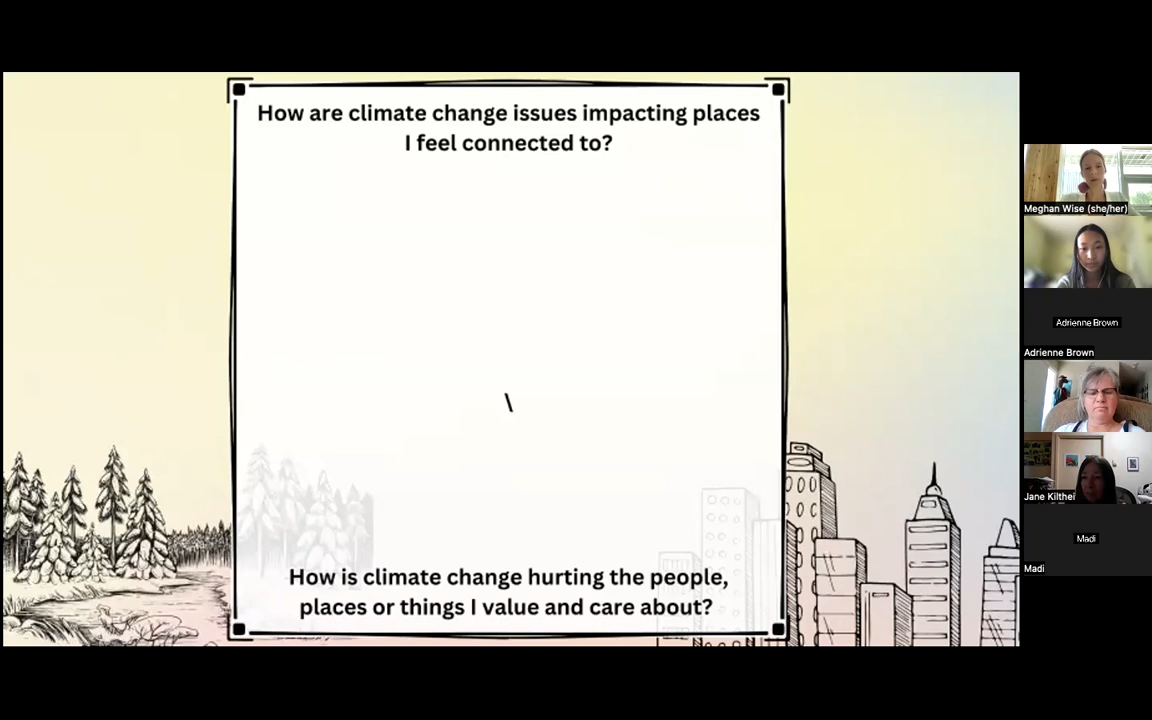 How are climate change issues impacting places
I feel connected to?
\
How is climate change hurting the people,
places or things I value and care about?
Meghan Wise (she/her)
Adrienne Brown
Adrienne Brown
Jane Kilthei
Madi
Madi